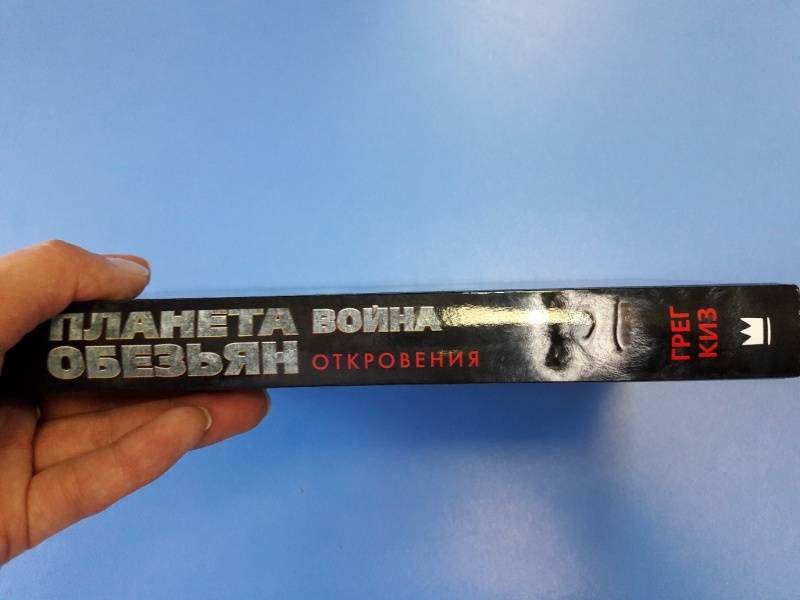 ПЛАНЕТА
ОБЕЗЬЯН
ВОЙНА
ОТКРОВЕНИЯ
ГРЕГ
КИЗ